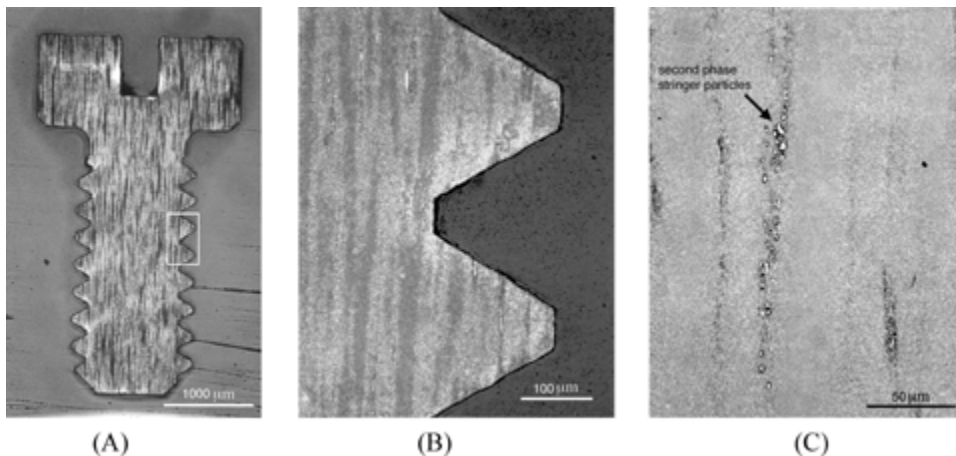 second phase
stringer particles
1000 μm
100 μm
50 μm
(A)
(B)
(C)